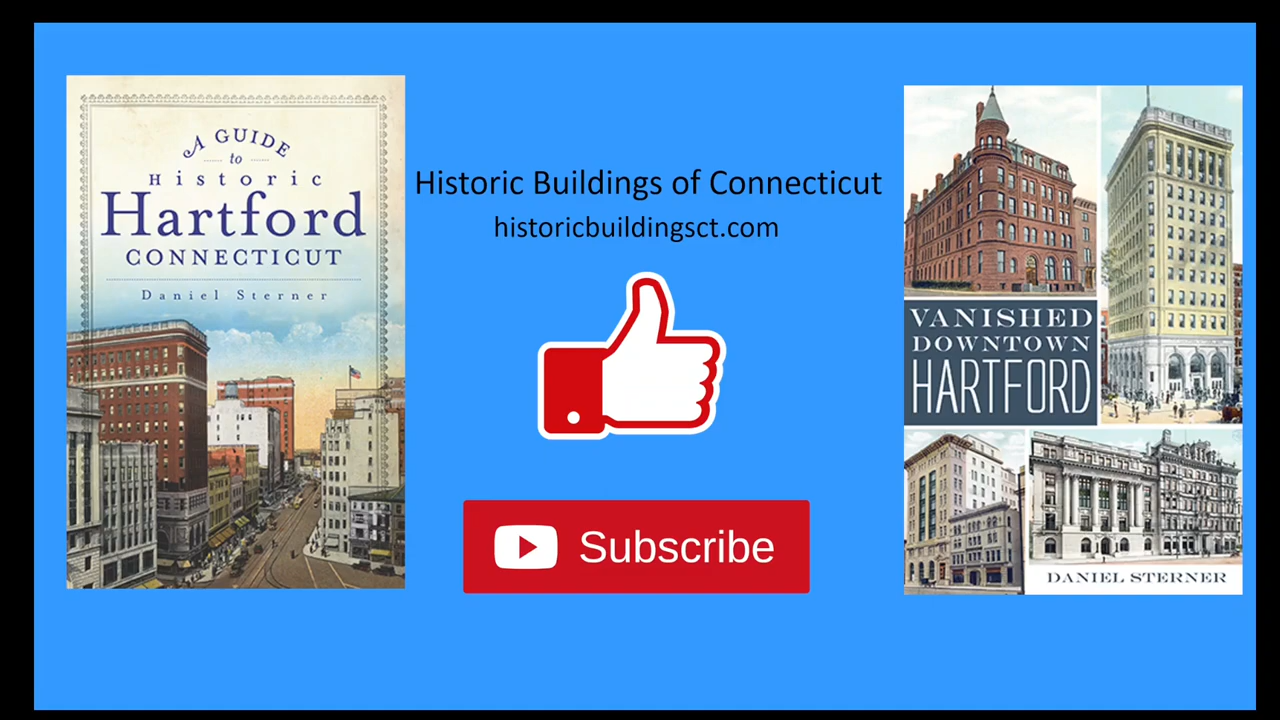 A GUIDE
to
Historic
Hartford
CONNECTICUT
Daniel Sterner
Historic Buildings of Connecticut
historicbuildingsct.com
Subscribe
VANISHED
DOWNTOWN
HARTFORD
DANIEL STERNER